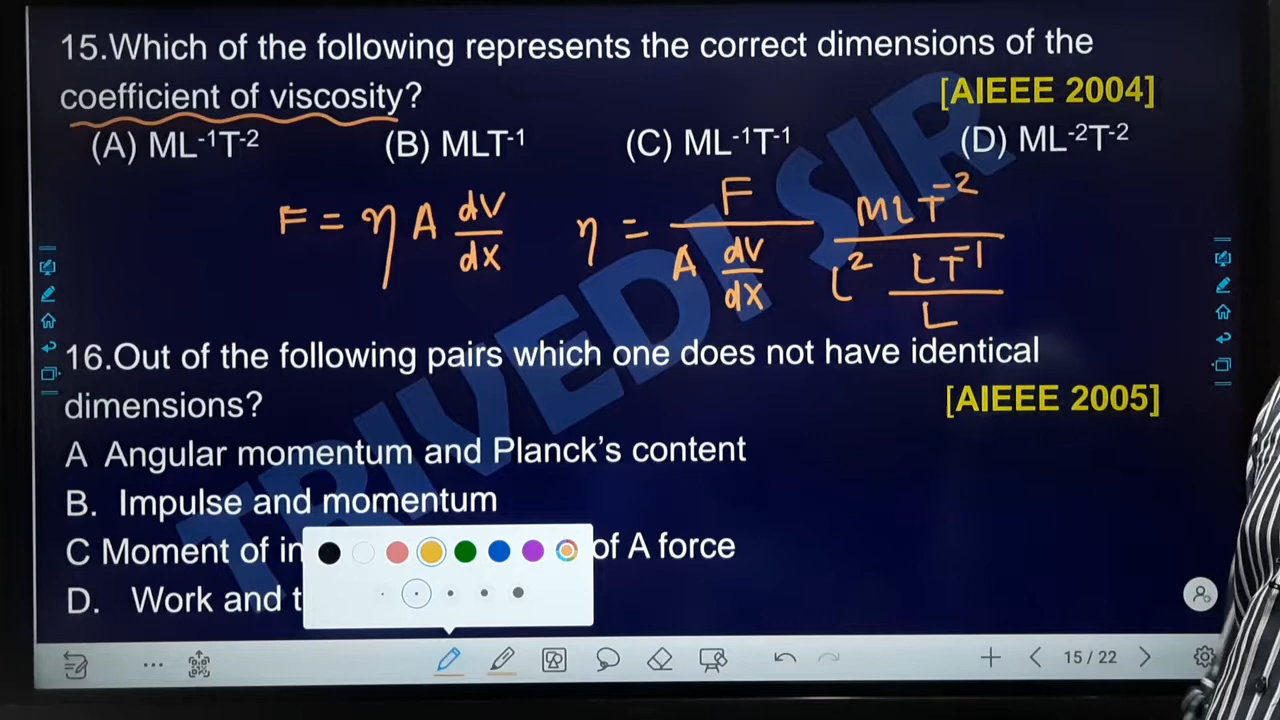 15.Which of the following represents the correct dimensions of the
coefficient of viscosity?
[AIEEE 2004]
(A) ML⁻¹T⁻² (B) MLT⁻¹ (C) ML⁻¹T⁻¹ (D) ML⁻²T⁻²
F = η A dV/dX η = F / A dV/dX MLT⁻² / L² LT⁻¹/L
16.Out of the following pairs which one does not have identical
dimensions?
[AIEEE 2005]
A Angular momentum and Planck's content
B. Impulse and momentum
C Moment of in of A force
D. Work and t
TRIVEDI SIR
15 / 22